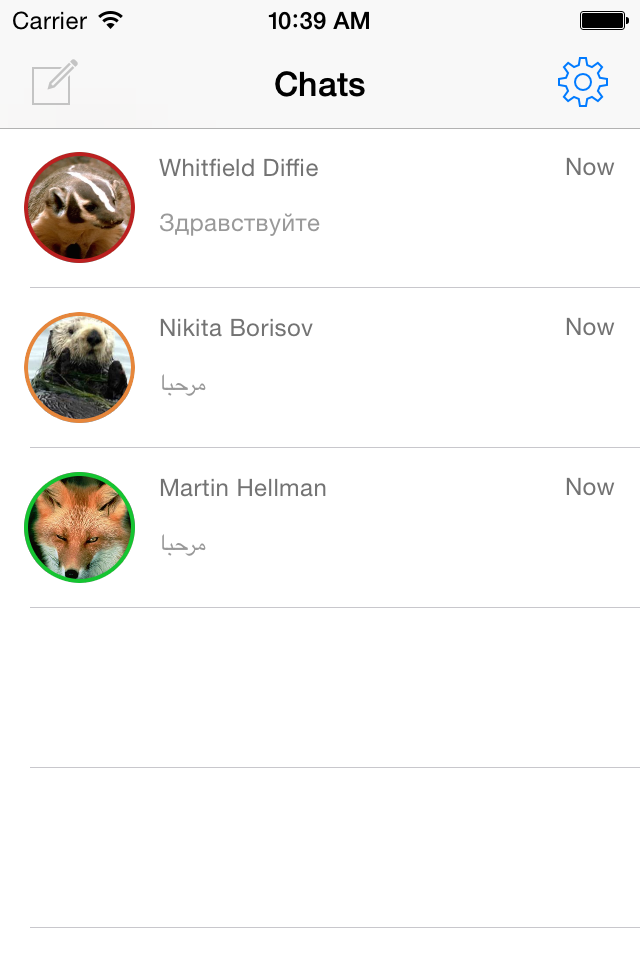 Carrier 10:39 AM
Chats
Whitfield Diffie Now
Здравствуйте
Nikita Borisov Now
مرحبا
Martin Hellman Now
مرحبا